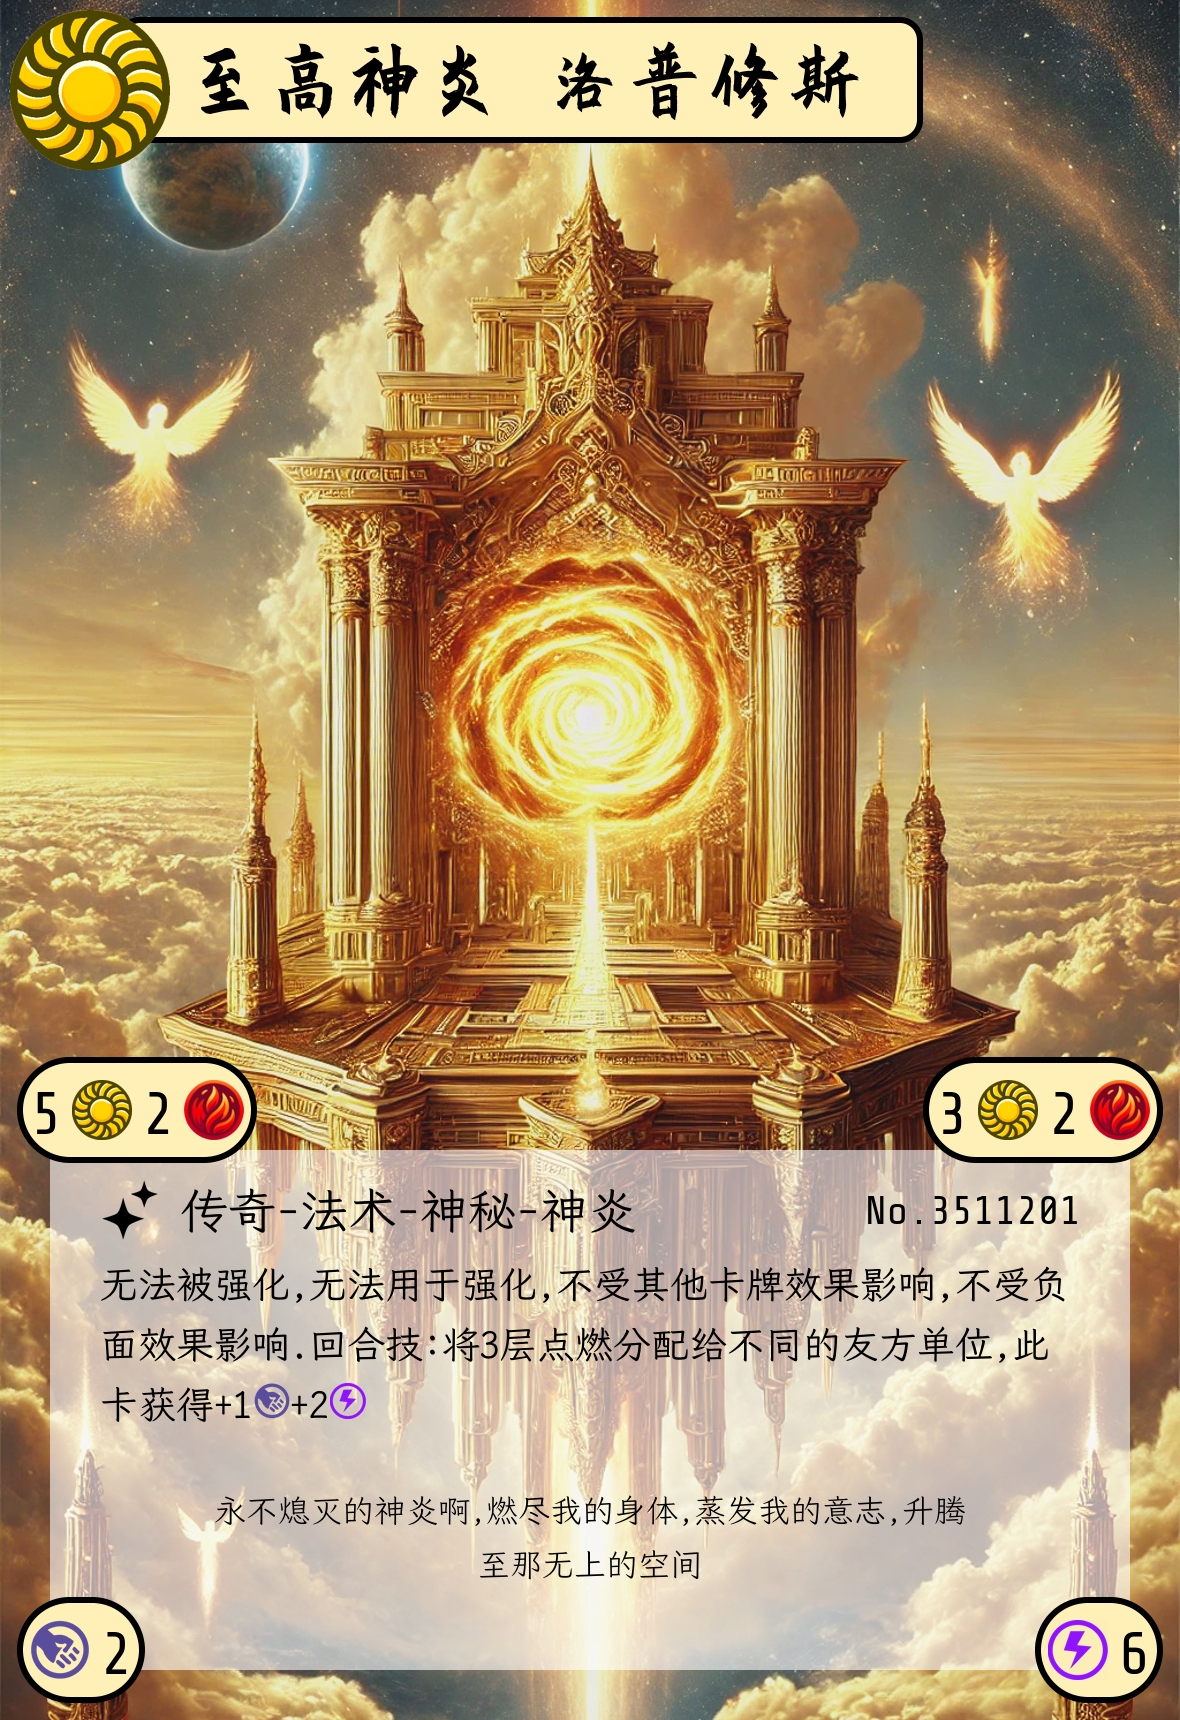 至高神炎 洛普修斯
5 2
3 2
传奇-法术-神秘-神炎
No.3511201
无法被强化,无法用于强化,不受其他卡牌效果影响,不受负
面效果影响.回合技:将3层点燃分配给不同的友方单位,此
卡获得+1+2
永不熄灭的神炎啊,燃尽我的身体,蒸发我的意志,升腾
至那无上的空间
2
6